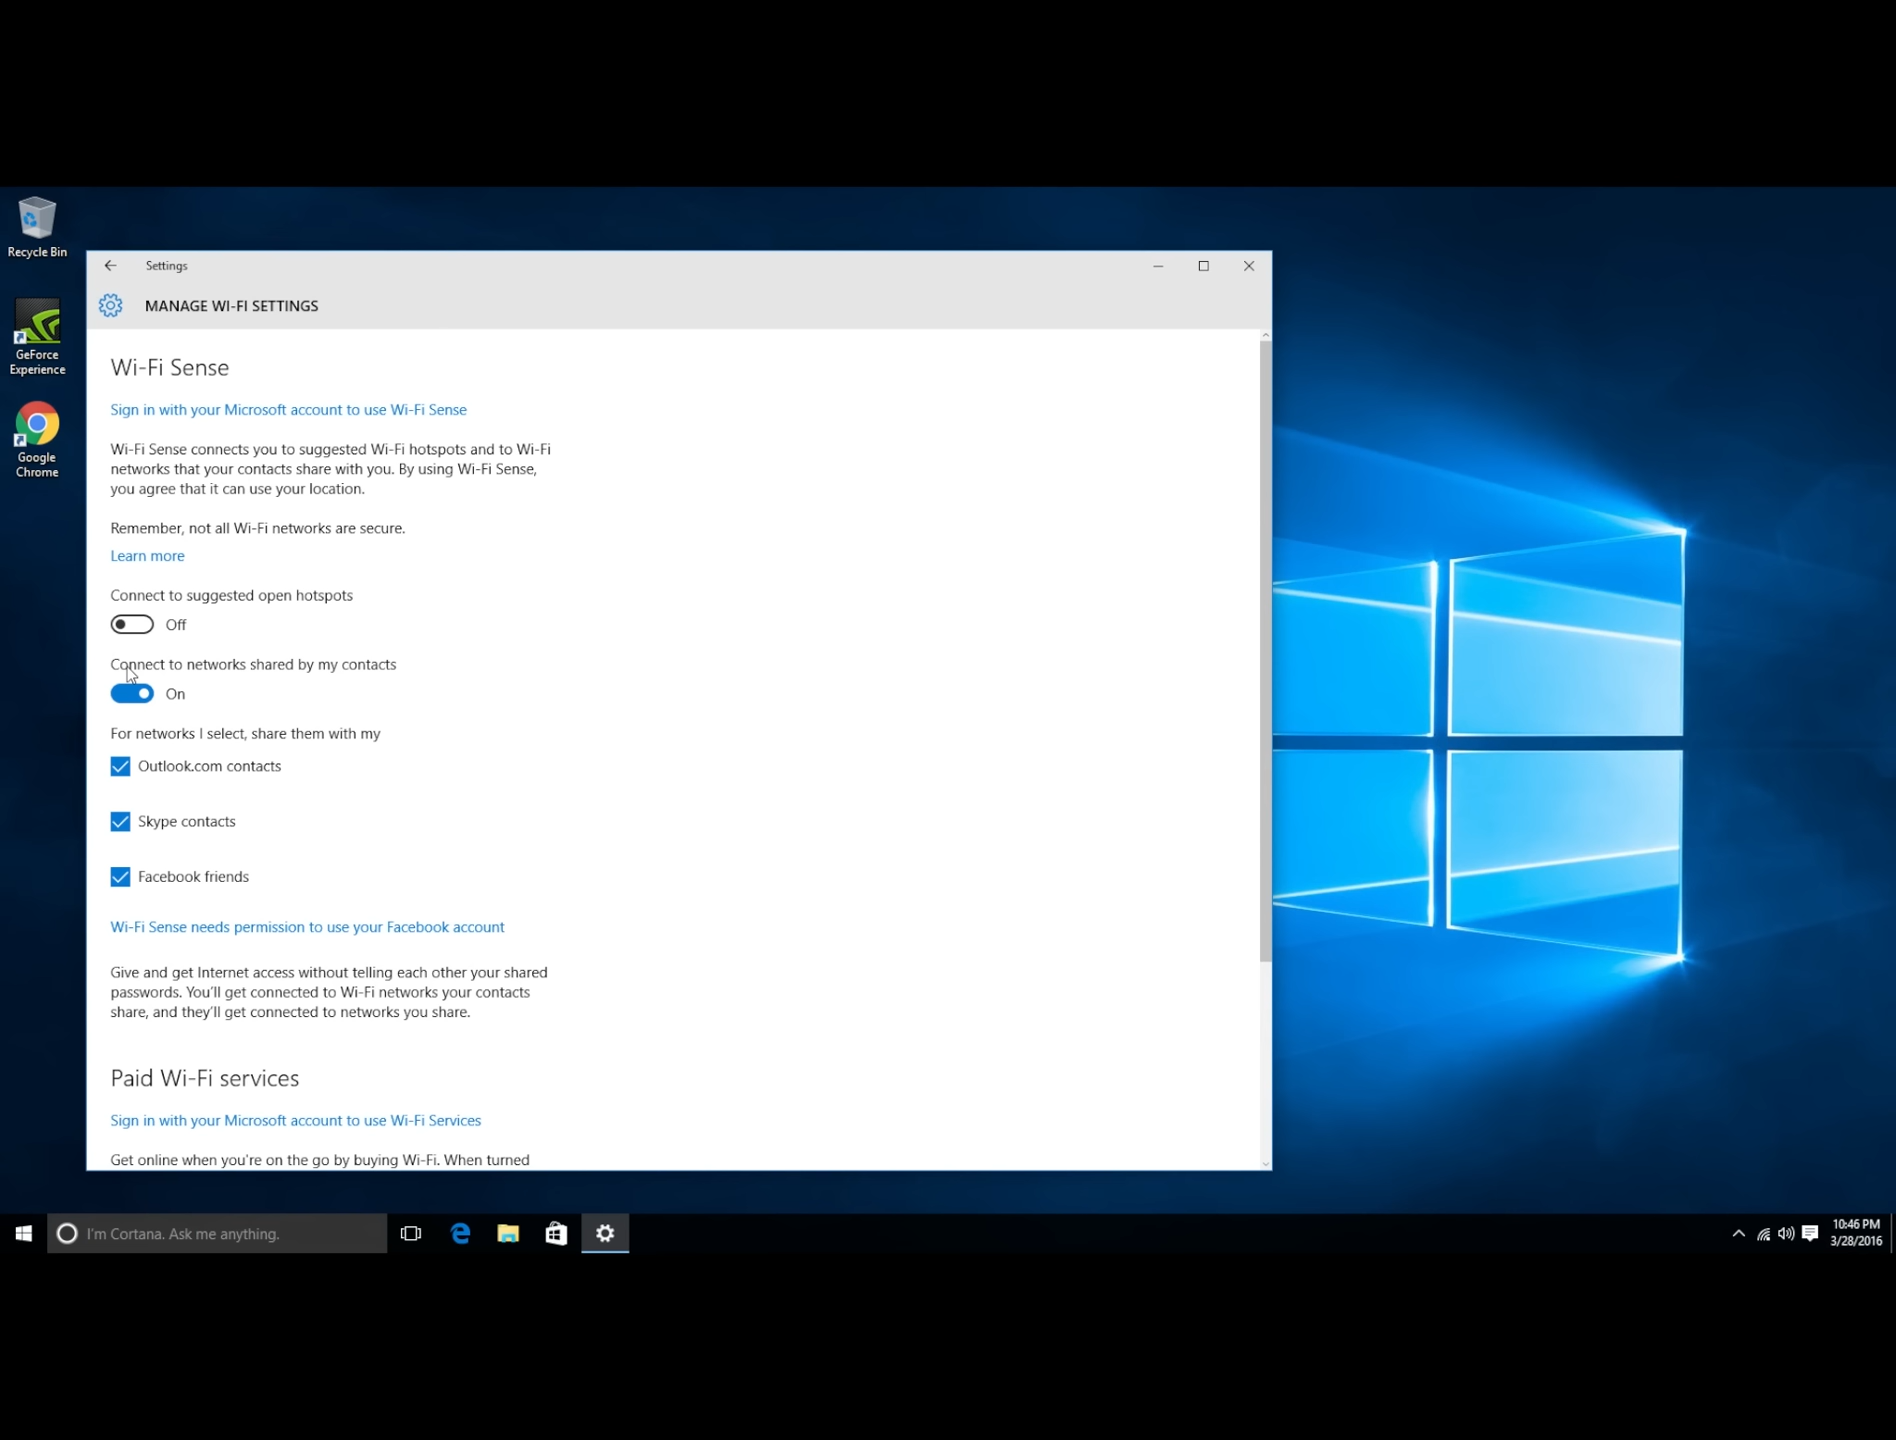 Recycle Bin
GeForce
Experience
Google
Chrome
Settings
MANAGE WI-FI SETTINGS
Wi-Fi Sense
Sign in with your Microsoft account to use Wi-Fi Sense
Wi-Fi Sense connects you to suggested Wi-Fi hotspots and to Wi-Fi
networks that your contacts share with you. By using Wi-Fi Sense,
you agree that it can use your location.
Remember, not all Wi-Fi networks are secure.
Learn more
Connect to suggested open hotspots
Off
Connect to networks shared by my contacts
On
For networks I select, share them with my
Outlook.com contacts
Skype contacts
Facebook friends
Wi-Fi Sense needs permission to use your Facebook account
Give and get Internet access without telling each other your shared
passwords. You'll get connected to Wi-Fi networks your contacts
share, and they'll get connected to networks you share.
Paid Wi-Fi services
Sign in with your Microsoft account to use Wi-Fi Services
Get online when you're on the go by buying Wi-Fi. When turned
I'm Cortana. Ask me anything.
10:46 PM
3/28/2016